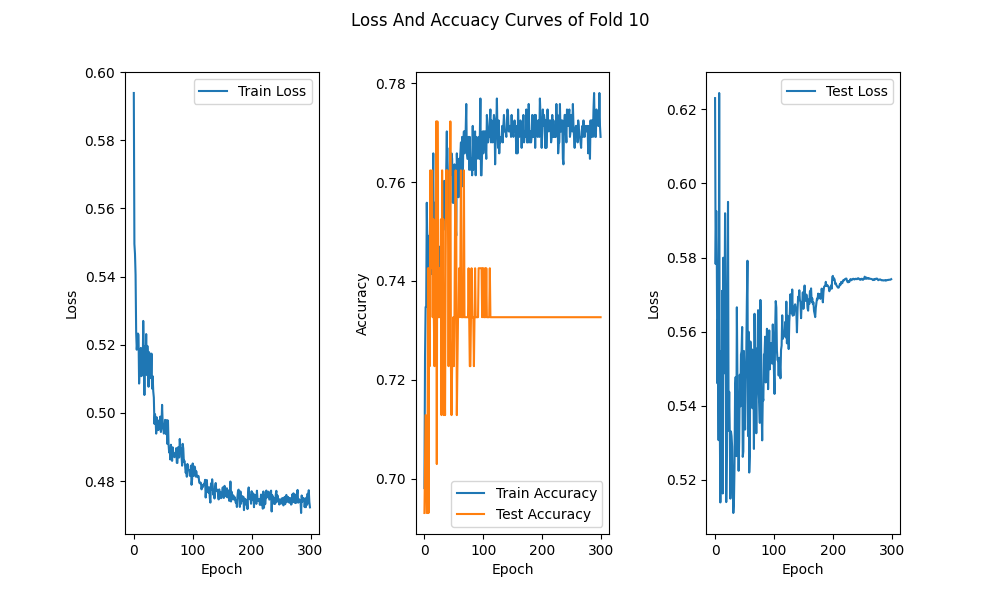 Loss And Accuacy Curves of Fold 10
0.60
0.58
0.56
0.54
0.52
0.50
0.48
Loss
0
100
200
300
Epoch
Train Loss
0.78
0.76
0.74
0.72
0.70
Accuracy
0
100
200
300
Epoch
Train Accuracy
Test Accuracy
0.62
0.60
0.58
0.56
0.54
0.52
Loss
0
100
200
300
Epoch
Test Loss